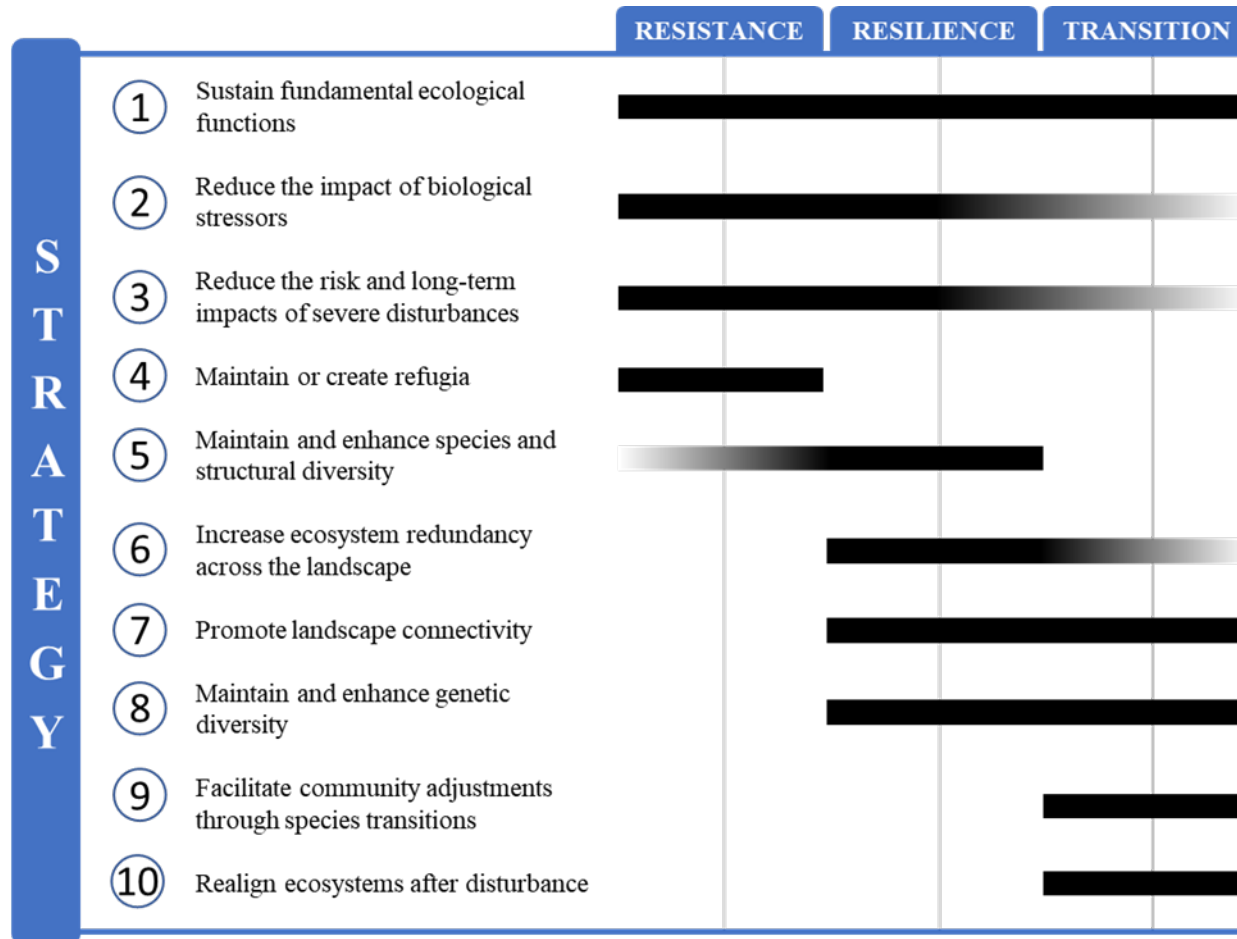 RESISTANCE RESILIENCE TRANSITION
STRATEGY
1 Sustain fundamental ecological
functions
2 Reduce the impact of biological
stressors
3 Reduce the risk and long-term
impacts of severe disturbances
4 Maintain or create refugia
5 Maintain and enhance species and
structural diversity
6 Increase ecosystem redundancy
across the landscape
7 Promote landscape connectivity
8 Maintain and enhance genetic
diversity
9 Facilitate community adjustments
through species transitions
10 Realign ecosystems after disturbance